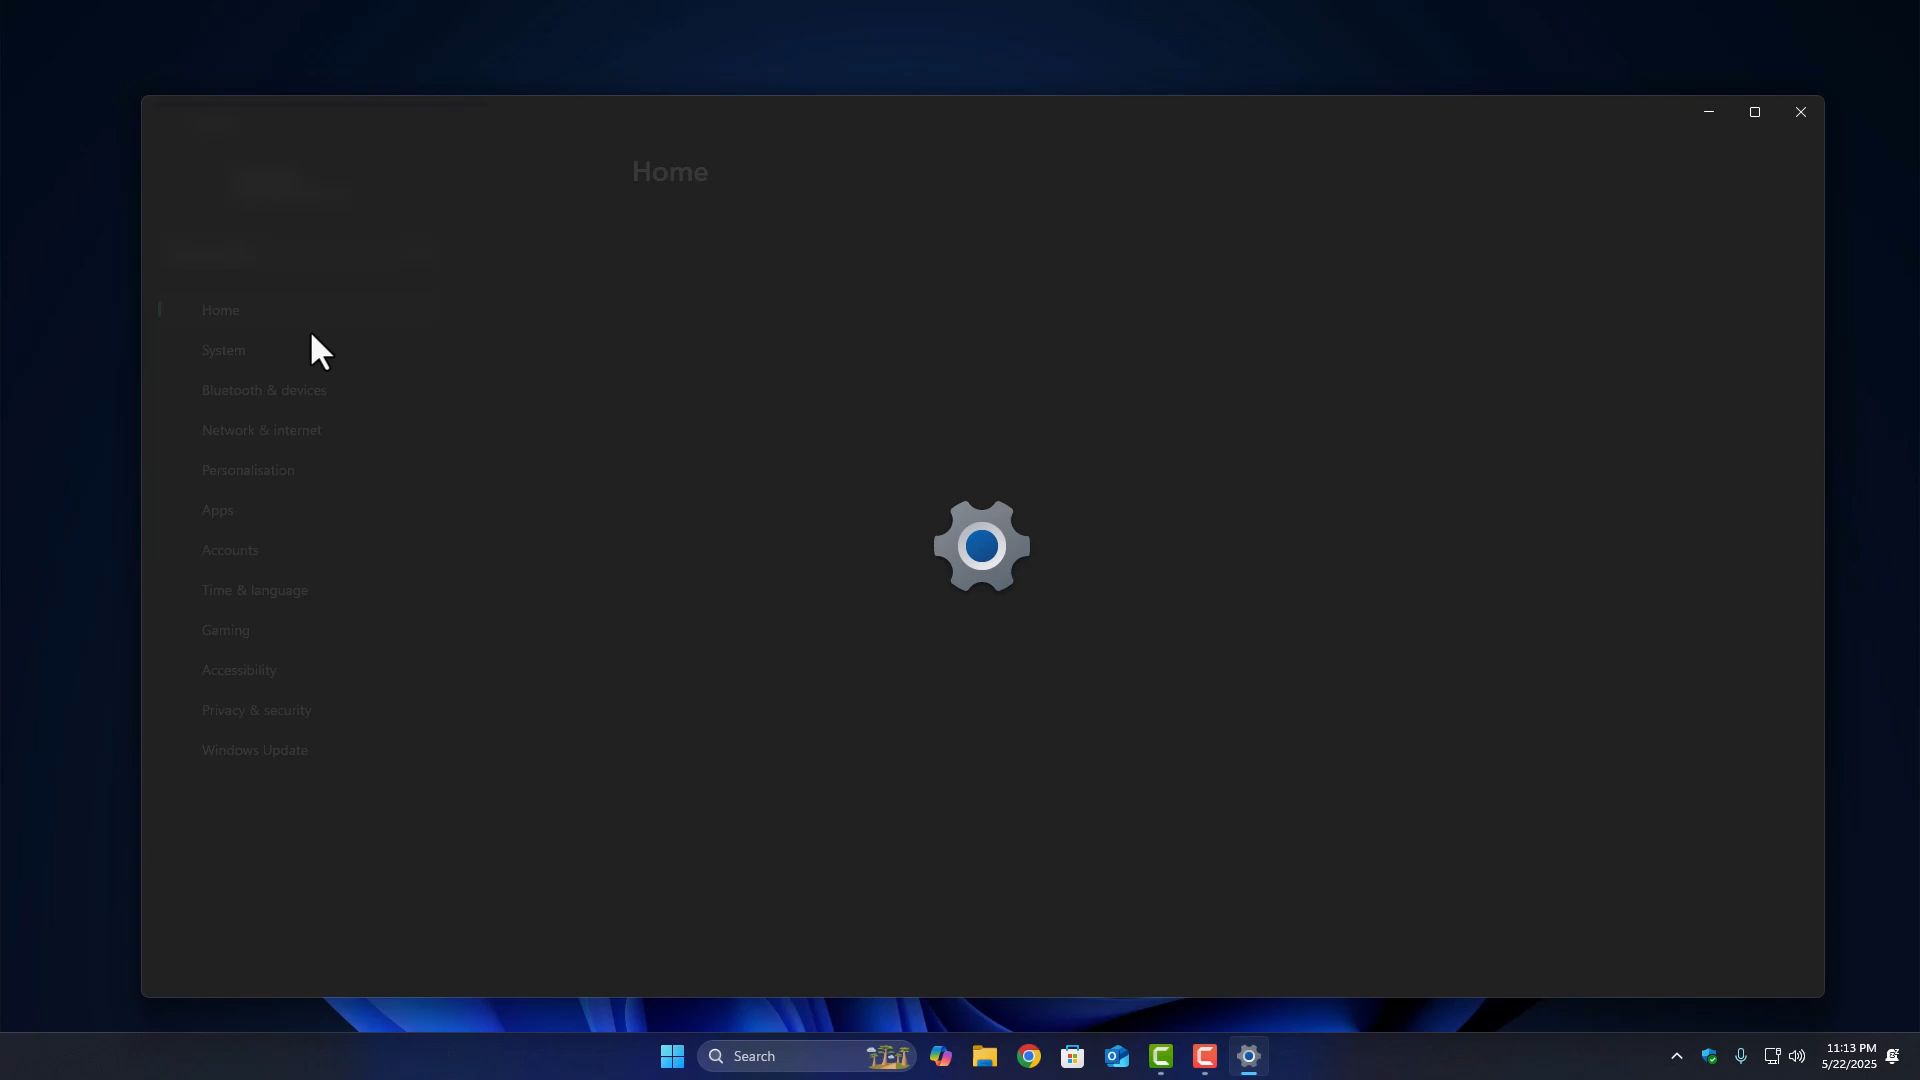 Home
Home
System
Bluetooth & devices
Network & internet
Personalisation
Apps
Accounts
Time & language
Gaming
Accessibility
Privacy & security
Windows Update
Search
11:13 PM
5/22/2025